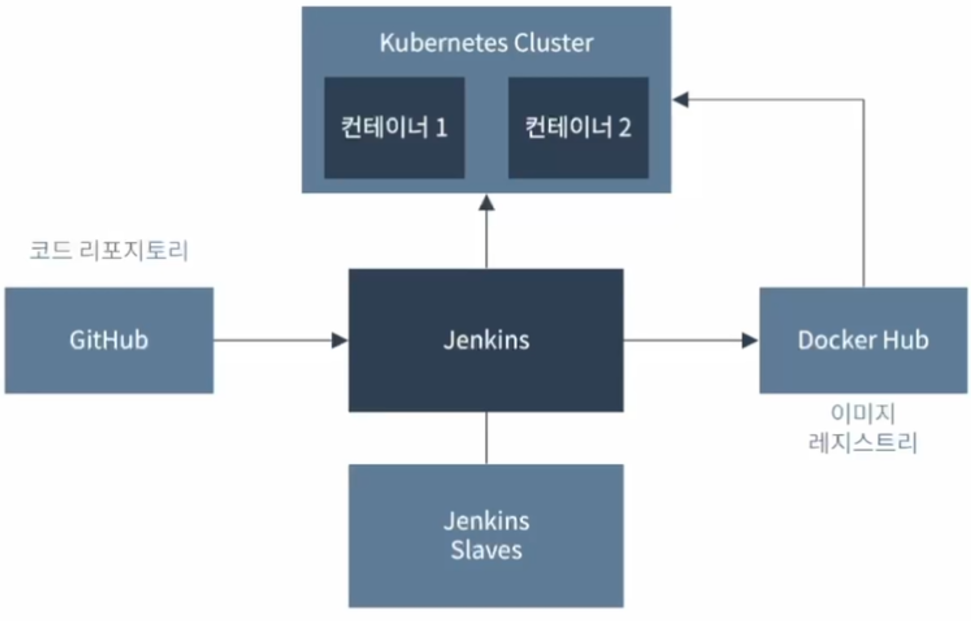 Kubernetes Cluster
컨테이너 1
컨테이너 2
코드 리포지토리
GitHub
Jenkins
Docker Hub
이미지
레지스트리
Jenkins
Slaves